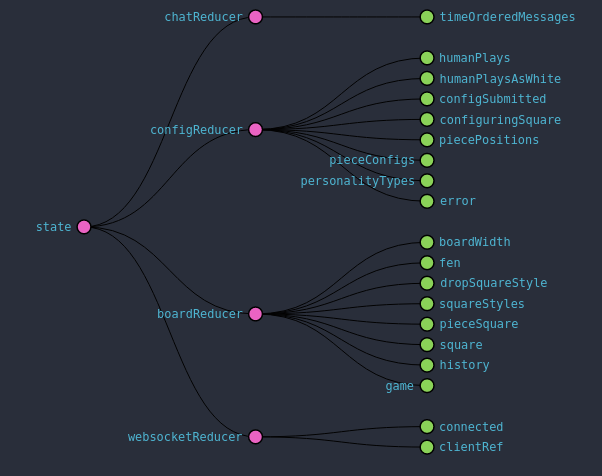 chatReducer
timeOrderedMessages
humanPlays
humanPlaysAsWhite
configSubmitted
configuringSquare
configReducer
piecePositions
pieceConfigs
personalityTypes
error
state
boardWidth
fen
dropSquareStyle
squareStyles
boardReducer
pieceSquare
square
history
game
connected
websocketReducer
clientRef